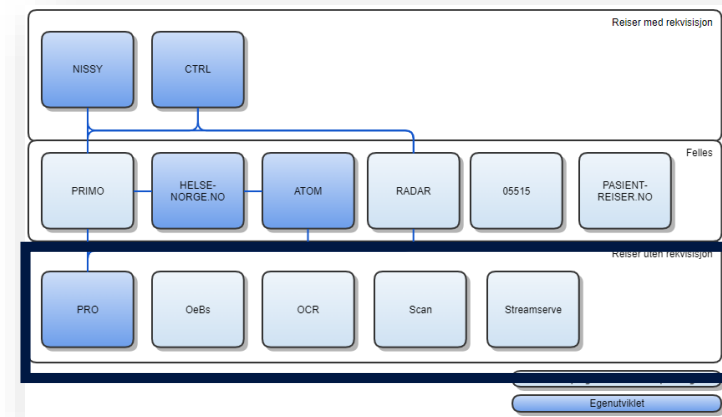 Reiser med rekvisisjon
NISSY
CTRL
Felles
PRIMO
HELSE-
NORGE.NO
ATOM
RADAR
05515
PASIENT-
REISER.NO
Reiser uten rekvisisjon
PRO
OeBs
OCR
Scan
Streamserve
Egenutviklet